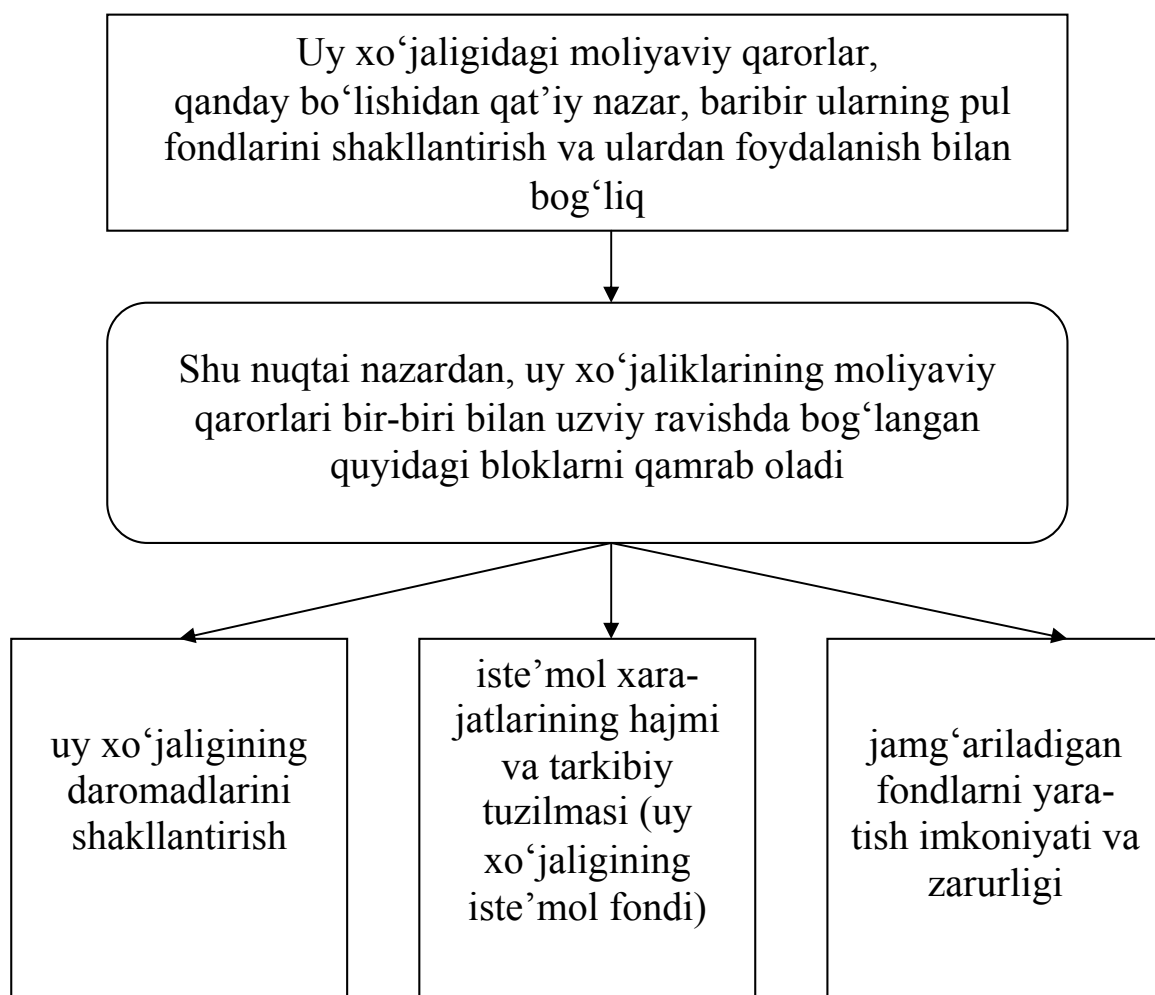 Uy xo‘jaligidagi moliyaviy qarorlar,
qanday bo‘lishidan qat’iy nazar, baribir ularning pul
fondlarini shakllantirish va ulardan foydalanish bilan
bog‘liq
Shu nuqtai nazardan, uy xo‘jaliklarining moliyaviy
qarorlari bir-biri bilan uzviy ravishda bog‘langan
quyidagi bloklarni qamrab oladi
uy xo‘jaligining
daromadlarini
shakllantirish
iste’mol xara-
jatlarining hajmi
va tarkibiy
tuzilmasi (uy
xo‘jaligining
iste’mol fondi)
jamg‘ariladigan
fondlarni yara-
tish imkoniyati va
zarurligi